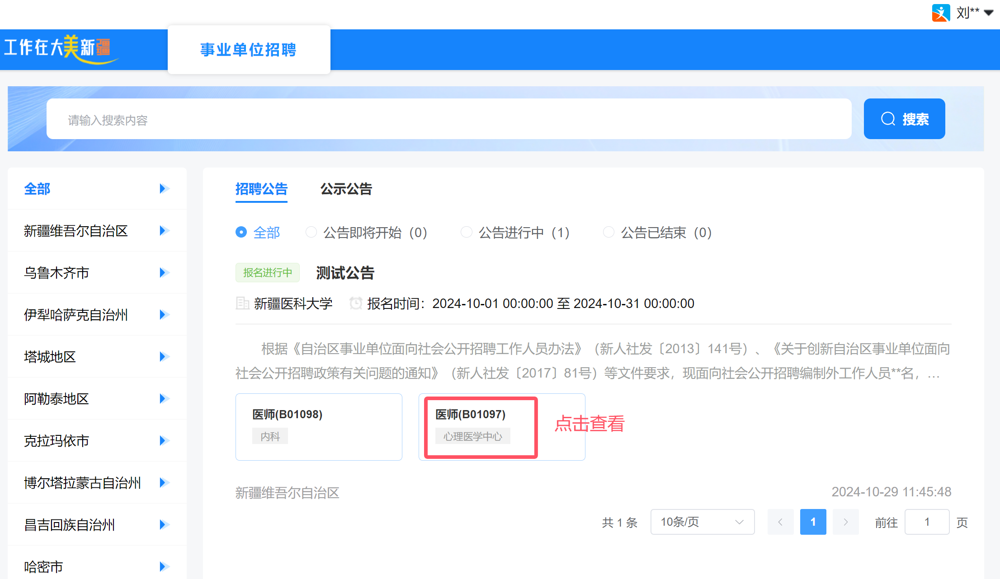 刘**
工作在大美新疆
事业单位招聘
请输入搜索内容
搜索
全部
新疆维吾尔自治区
乌鲁木齐市
伊犁哈萨克自治州
塔城地区
阿勒泰地区
克拉玛依市
博尔塔拉蒙古自治州
昌吉回族自治州
哈密市
招聘公告 公示公告
全部 公告即将开始（0） 公告进行中（1） 公告已结束（0）
报名进行中 测试公告
新疆医科大学 报名时间：2024-10-01 00:00:00 至 2024-10-31 00:00:00
根据《自治区事业单位面向社会公开招聘工作人员办法》（新人社发〔2013〕141号）、《关于创新自治区事业单位面向
社会公开招聘政策有关问题的通知》（新人社发〔2017〕81号）等文件要求，现面向社会公开招聘编制外工作人员**名，...
医师(B01098)
内科
医师(B01097)
心理医学中心
点击查看
新疆维吾尔自治区 2024-10-29 11:45:48
共 1 条 10条/页 1 前往 1 页